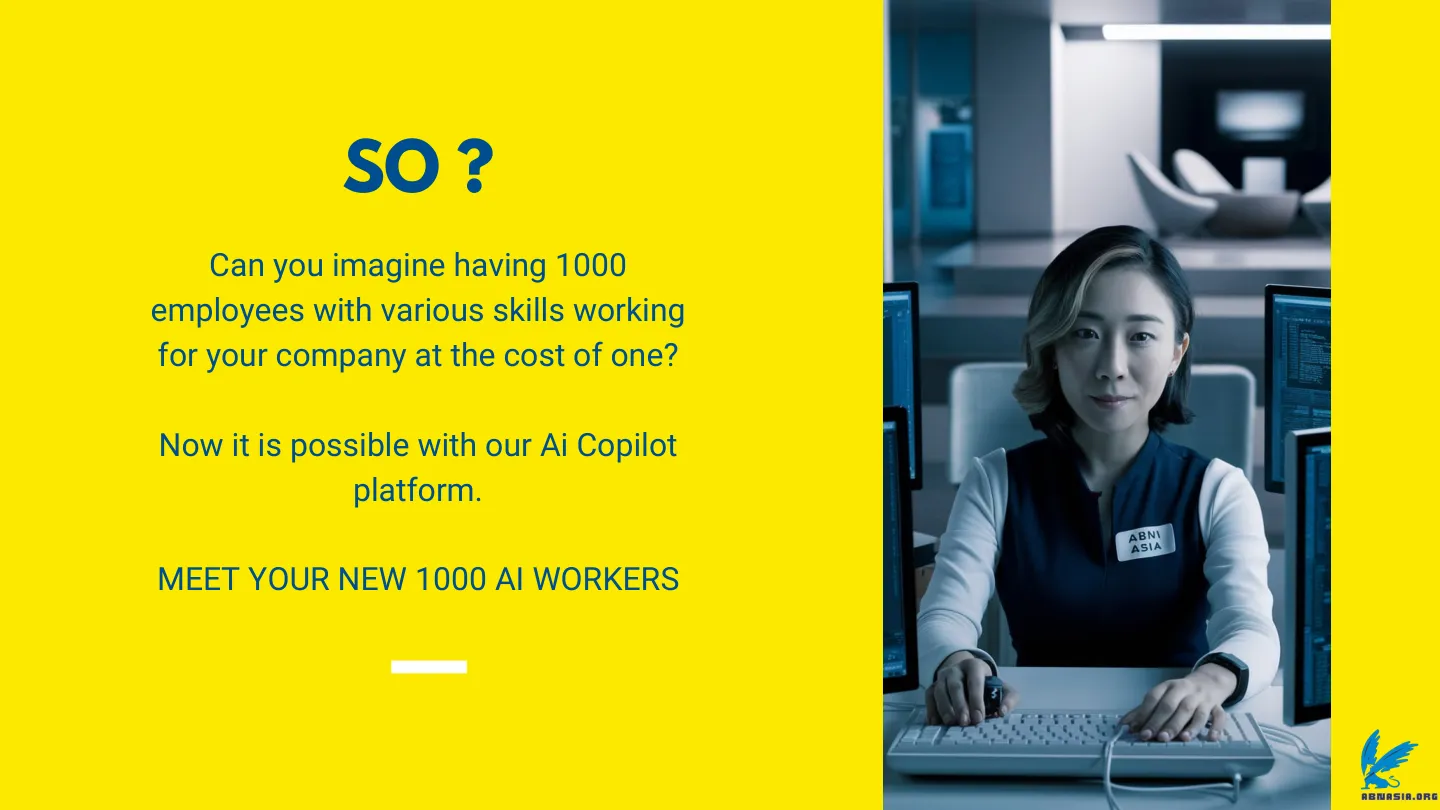 SO ?
Can you imagine having 1000
employees with various skills working
for your company at the cost of one?
Now it is possible with our Ai Copilot
platform.
MEET YOUR NEW 1000 AI WORKERS
ABNI
ASIA
ABNASIA.ORG